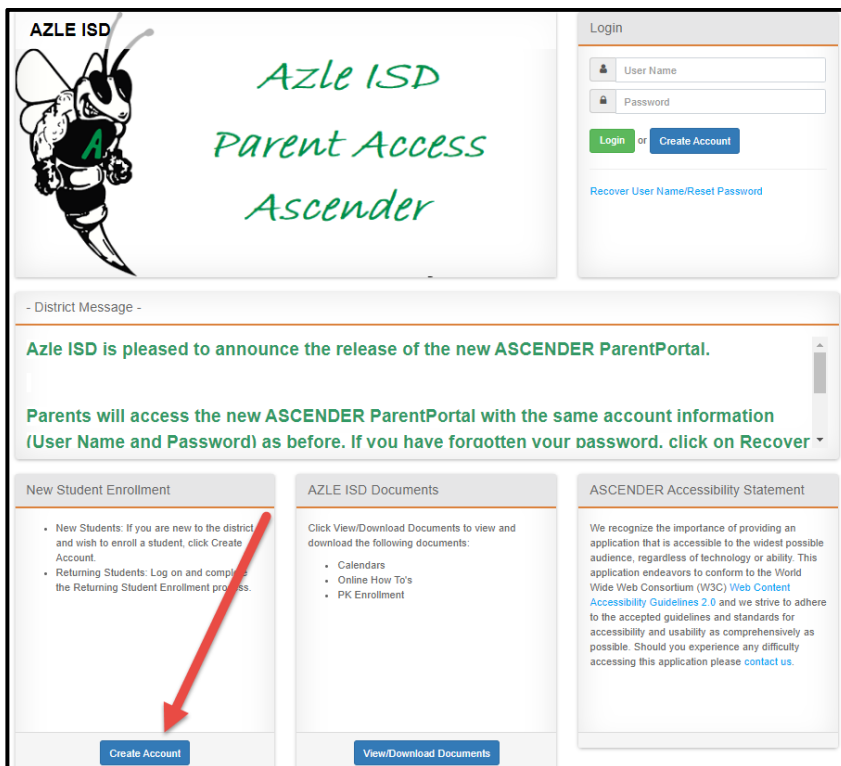 AZLE ISD
A
Azle ISD
Parent Access
Ascender
Login
User Name
Password
Login or Create Account
Recover User Name/Reset Password
- District Message -
Azle ISD is pleased to announce the release of the new ASCENDER ParentPortal.
Parents will access the new ASCENDER ParentPortal with the same account information
(User Name and Password) as before. If you have forgotten your password, click on Recover
New Student Enrollment
• New Students: If you are new to the district
and wish to enroll a student, click Create
Account.
• Returning Students: Log on and complete
the Returning Student Enrollment process.
Create Account
AZLE ISD Documents
Click View/Download Documents to view and
download the following documents:
• Calendars
• Online How To's
• PK Enrollment
View/Download Documents
ASCENDER Accessibility Statement
We recognize the importance of providing an
application that is accessible to the widest possible
audience, regardless of technology or ability. This
application endeavors to conform to the World
Wide Web Consortium (W3C) Web Content
Accessibility Guidelines 2.0 and we strive to adhere
to the accepted guidelines and standards for
accessibility and usability as comprehensively as
possible. Should you experience any difficulty
accessing this application please contact us.